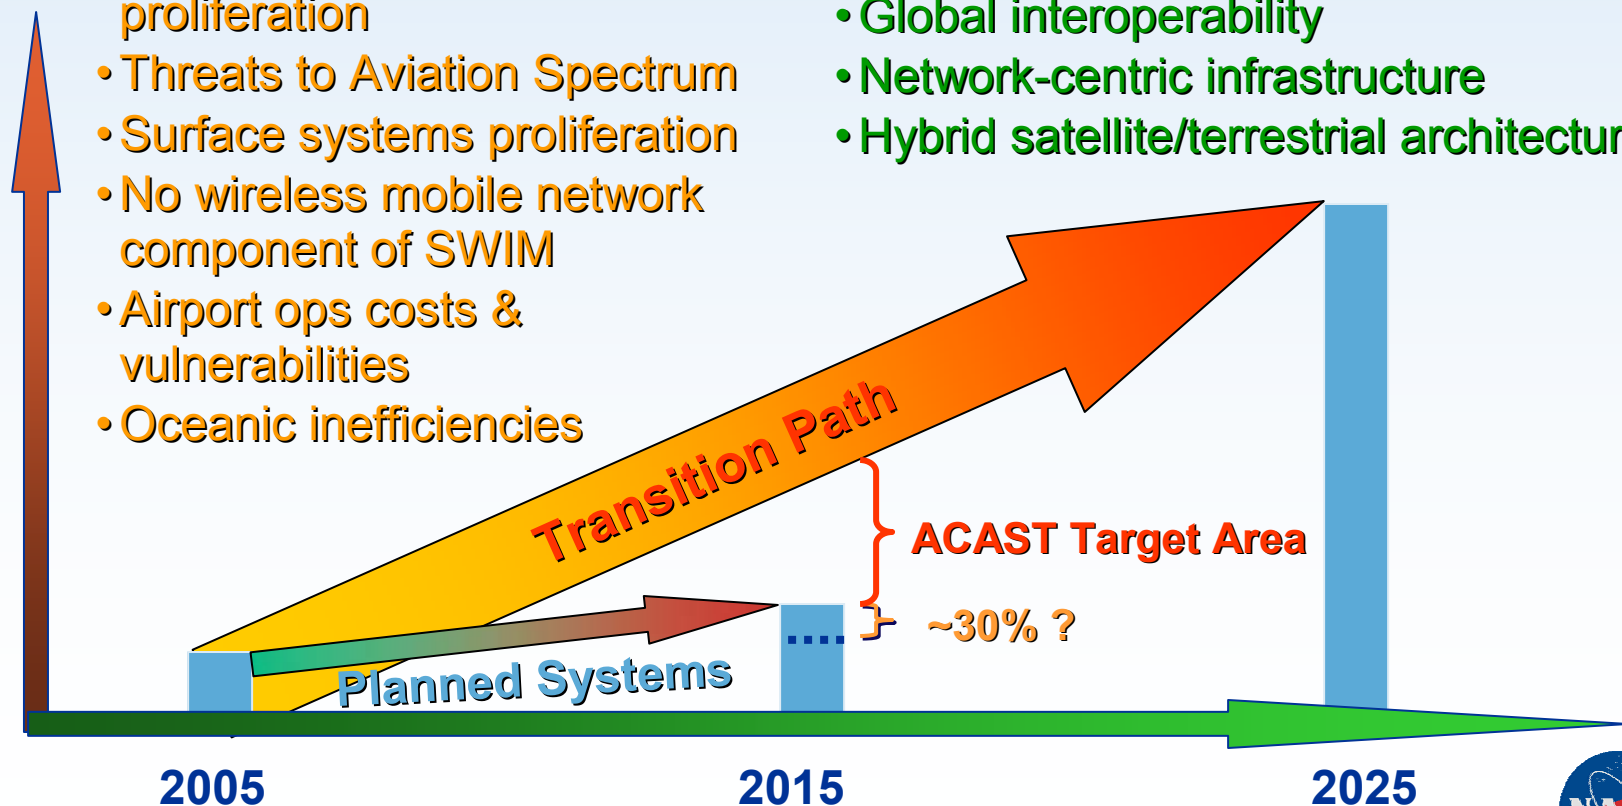 proliferation
• Threats to Aviation Spectrum
• Surface systems proliferation
• No wireless mobile network
component of SWIM
• Airport ops costs &
vulnerabilities
• Oceanic inefficiencies
• Global interoperability
• Network-centric infrastructure
• Hybrid satellite/terrestrial architectur
Transition Path
ACAST Target Area
~30% ?
Planned Systems
2005
2015
2025